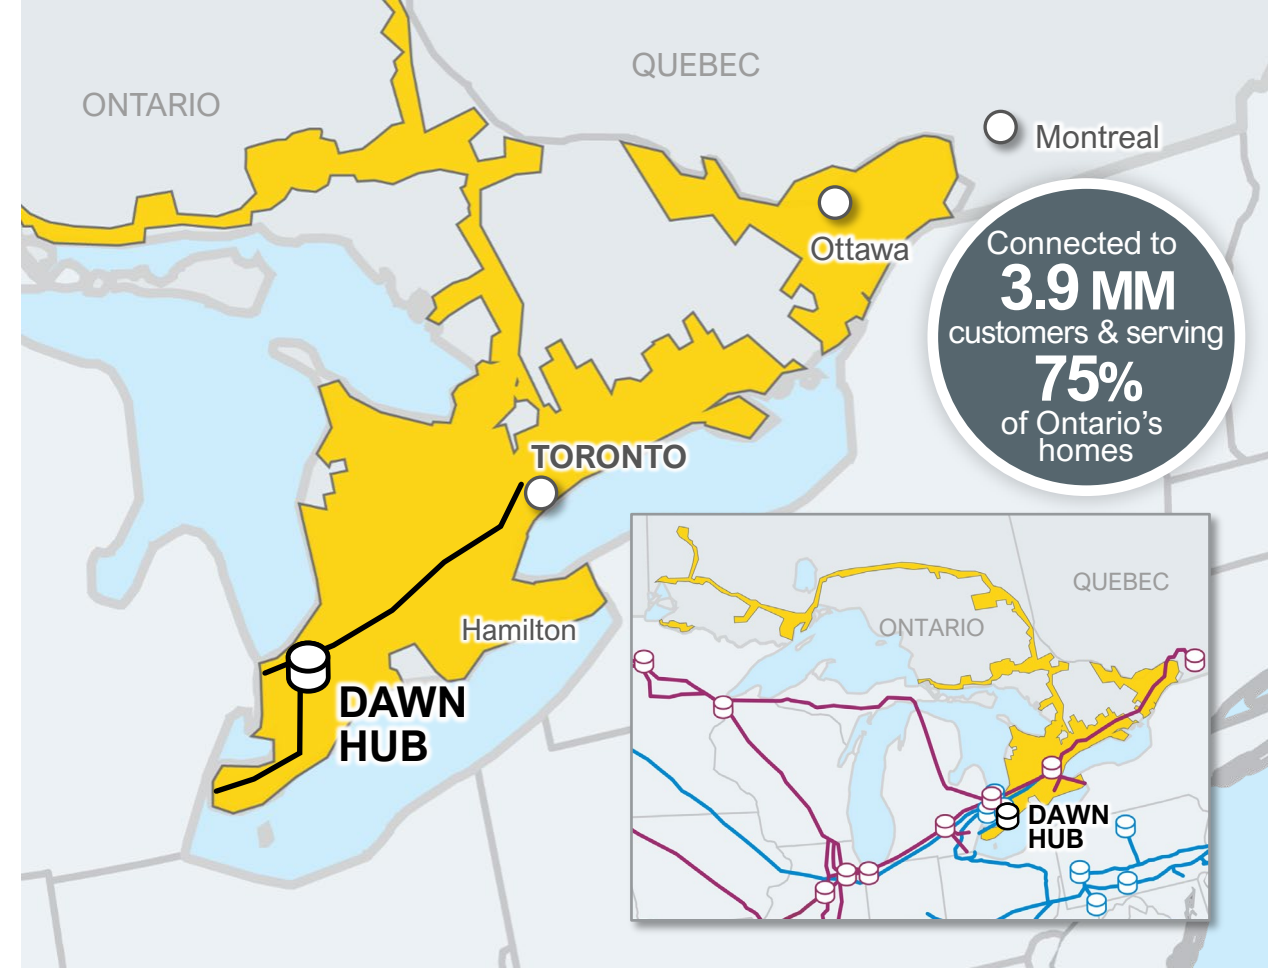 ONTARIO
QUEBEC
Montreal
Ottawa
Connected to
3.9 MM
customers & serving
75%
of Ontario's
homes
TORONTO
Hamilton
DAWN
HUB
QUEBEC
ONTARIO
DAWN
HUB